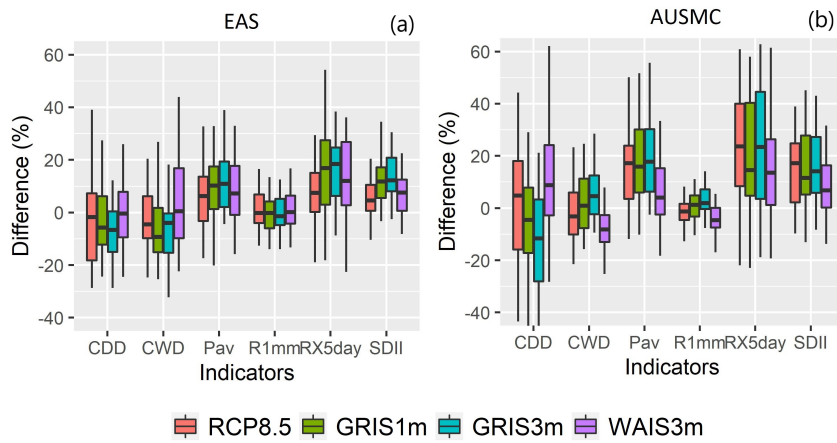 EAS
(a)
Difference (%)
60
40
20
0
-20
-40
CDD CWD Pav R1mm RX5day SDII
Indicators
AUSMC
(b)
Difference (%)
60
40
20
0
-20
-40
CDD CWD Pav R1mm RX5day SDII
Indicators
RCP8.5 GRIS1m GRIS3m WAIS3m